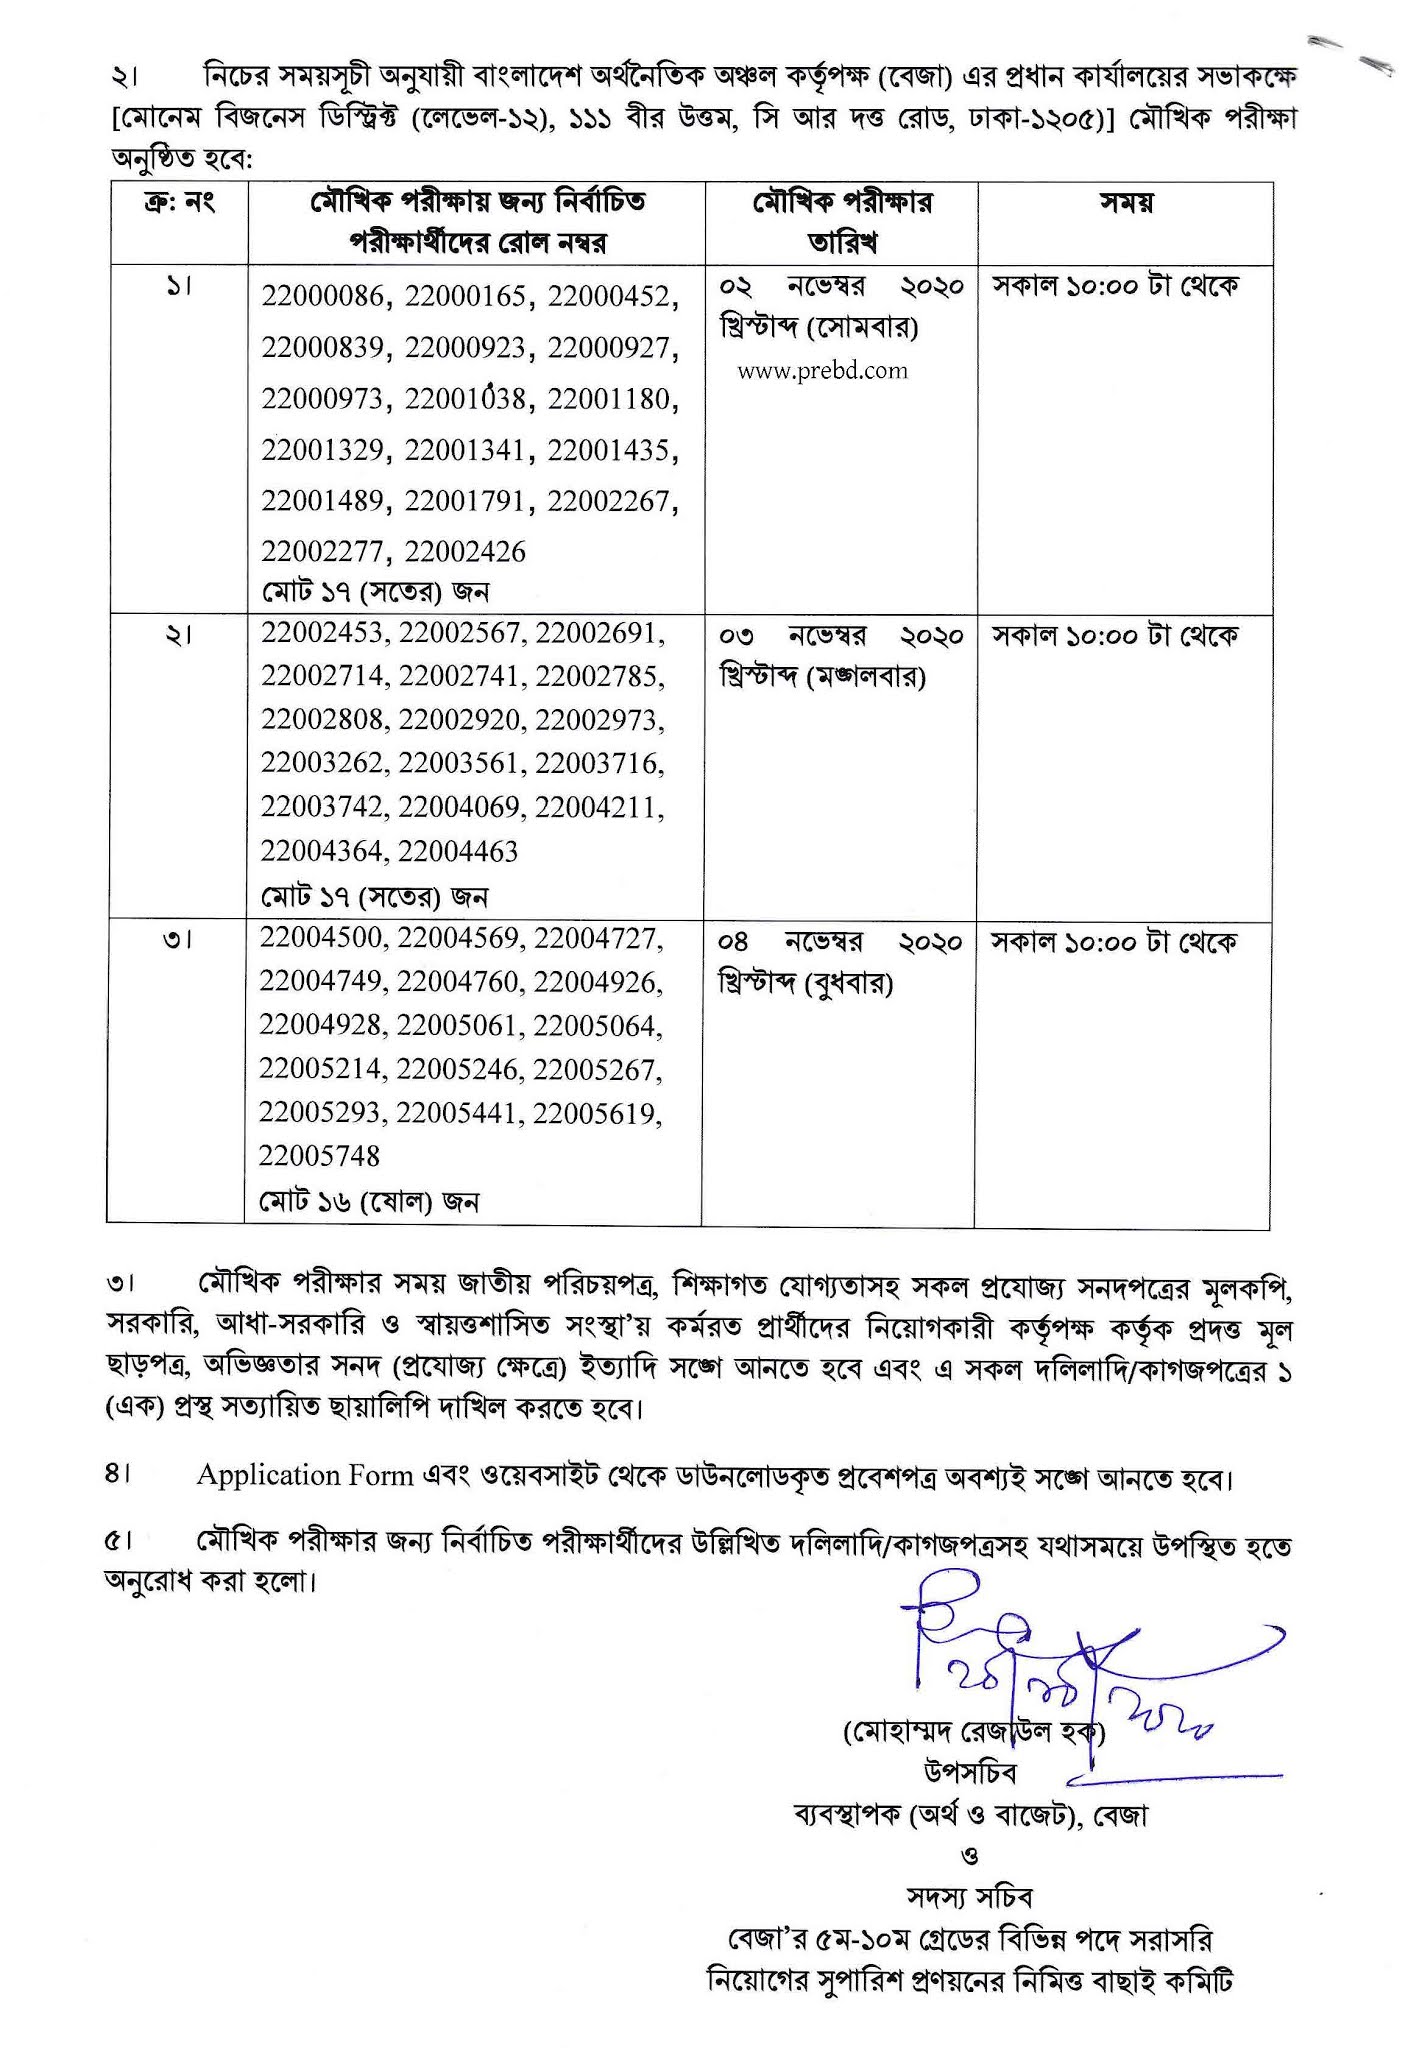 ২। নিচের সময়সূচী অনুযায়ী বাংলাদেশ অর্থনৈতিক অঞ্চল কর্তৃপক্ষ (বেজা) এর প্রধান কার্যালয়ের সভাকক্ষে
[মোনেম বিজনেস ডিস্ট্রিক্ট (লেভেল-১২), ১১১ বীর উত্তম, সি আর দত্ত রোড, ঢাকা-১২০৫)] মৌখিক পরীক্ষা
অনুষ্ঠিত হবে:
ক্র: নং মৌখিক পরীক্ষায় জন্য নির্বাচিত মৌখিক পরীক্ষার সময়
পরীক্ষার্থীদের রোল নম্বর তারিখ
১। 22000086, 22000165, 22000452, ০২ নভেম্বর ২০২০ সকাল ১০:০০ টা থেকে
22000839, 22000923, 22000927, খ্রিস্টাব্দ (সোমবার)
www.prebd.com
22000973, 22001038, 22001180,
22001329, 22001341, 22001435,
22001489, 22001791, 22002267,
22002277, 22002426
মোট ১৭ (সতের) জন
২। 22002453, 22002567, 22002691, ০৩ নভেম্বর ২০২০ সকাল ১০:০০ টা থেকে
22002714, 22002741, 22002785, খ্রিস্টাব্দ (মঙ্গলবার)
22002808, 22002920, 22002973,
22003262, 22003561, 22003716,
22003742, 22004069, 22004211,
22004364, 22004463
মোট ১৭ (সতের) জন
৩। 22004500, 22004569, 22004727, ০৪ নভেম্বর ২০২০ সকাল ১০:০০ টা থেকে
22004749, 22004760, 22004926, খ্রিস্টাব্দ (বুধবার)
22004928, 22005061, 22005064,
22005214, 22005246, 22005267,
22005293, 22005441, 22005619,
22005748
মোট ১৬ (ষোল) জন
৩। মৌখিক পরীক্ষার সময় জাতীয় পরিচয়পত্র, শিক্ষাগত যোগ্যতাসহ সকল প্রযোজ্য সনদপত্রের মূলকপি,
সরকারি, আধা-সরকারি ও স্বায়ত্তশাসিত সংস্থা'য় কর্মরত প্রার্থীদের নিয়োগকারী কর্তৃপক্ষ কর্তৃক প্রদত্ত মূল
ছাড়পত্র, অভিজ্ঞতার সনদ (প্রযোজ্য ক্ষেত্রে) ইত্যাদি সঙ্গে আনতে হবে এবং এ সকল দলিলাদি/কাগজপত্রের ১
(এক) প্রস্থ সত্যায়িত ছায়ালিপি দাখিল করতে হবে।
৪। Application Form এবং ওয়েবসাইট থেকে ডাউনলোডকৃত প্রবেশপত্র অবশ্যই সঙ্গে আনতে হবে।
৫। মৌখিক পরীক্ষার জন্য নির্বাচিত পরীক্ষার্থীদের উল্লিখিত দলিলাদি/কাগজপত্রসহ যথাসময়ে উপস্থিত হতে
অনুরোধ করা হলো।
(মোহাম্মদ রেজাউল হক)
উপসচিব
ব্যবস্থাপক (অর্থ ও বাজেট), বেজা
ও
সদস্য সচিব
বেজা'র ৫ম-১০ম গ্রেডের বিভিন্ন পদে সরাসরি
নিয়োগের সুপারিশ প্রণয়নের নিমিত্ত বাছাই কমিটি